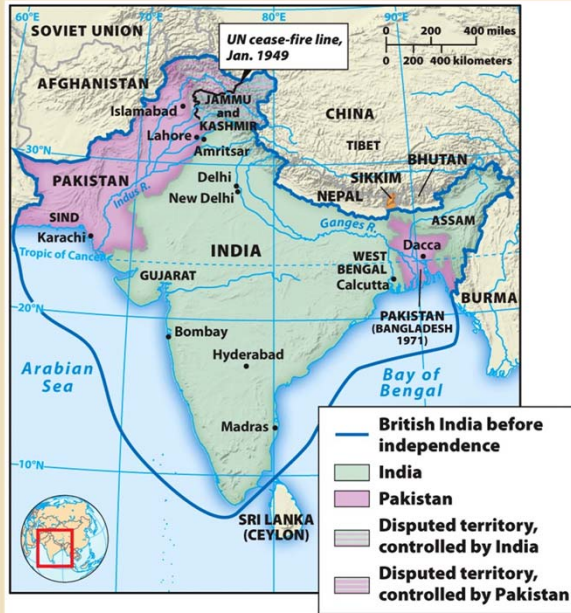 60°E
70°E
80°E
90°E
SOVIET UNION
UN cease-fire line,
Jan. 1949
0 200 400 miles
0 200 400 kilometers
AFGHANISTAN
Islamabad
JAMMU
and
KASHMIR
CHINA
Lahore
Amritsar
TIBET
30°N
BHUTAN
Delhi
SIKKIM
PAKISTAN
Indus R.
New Delhi
NEPAL
ASSAM
SIND
Ganges R.
Karachi
INDIA
Dacca
Tropic of Cancer
WEST
BENGAL
GUJARAT
Calcutta
BURMA
20°N
PAKISTAN
(BANGLADESH
1971)
Bombay
Arabian
Sea
Hyderabad
Bay of
Bengal
Madras
10°N
SRI LANKA
(CEYLON)
British India before
independence
India
Pakistan
Disputed territory,
controlled by India
Disputed territory,
controlled by Pakistan